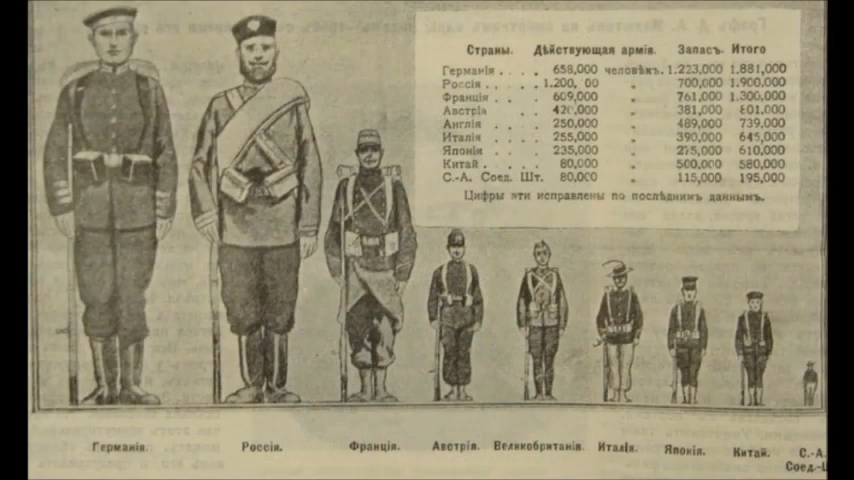 Страны. Дѣйствующая армія. Запасъ. Итого
Германія . . . „ 658,000 человѣкъ. 1.223,000 1.881,000
Россія . . . . „ 1.200, 00 „ 700,000 1.900,000
Франція . . . „ 609,000 „ 761,000 1.300,000
Австрія „ 381,000 801,000
Англія . . . . 250,000 „ 489,000 739,000
Италія . . . . 255,000 „ 390,000 645,000
Японія . . . . 235,000 „ 275,000 610,000
Китай . . . . „ 80,000 „ 500,000 580,000
С.-А. Соед. Шт. 80,000 „ 115,000 195,000
Цифры эти исправлены по послѣднимъ даннымъ.
Германія. Россія. Франція. Австрія. Великобританія. Италія. Японія. Китай. С.-А.
Соед.-